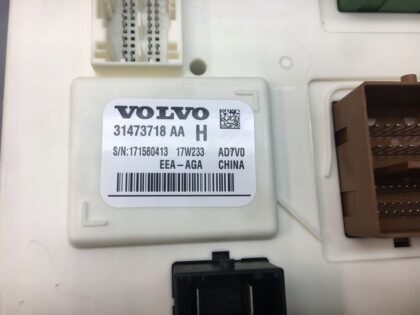 VOLVO
31473718 AA H
S/N:171580413 17W233 AD7V0
EEA-AGA CHINA